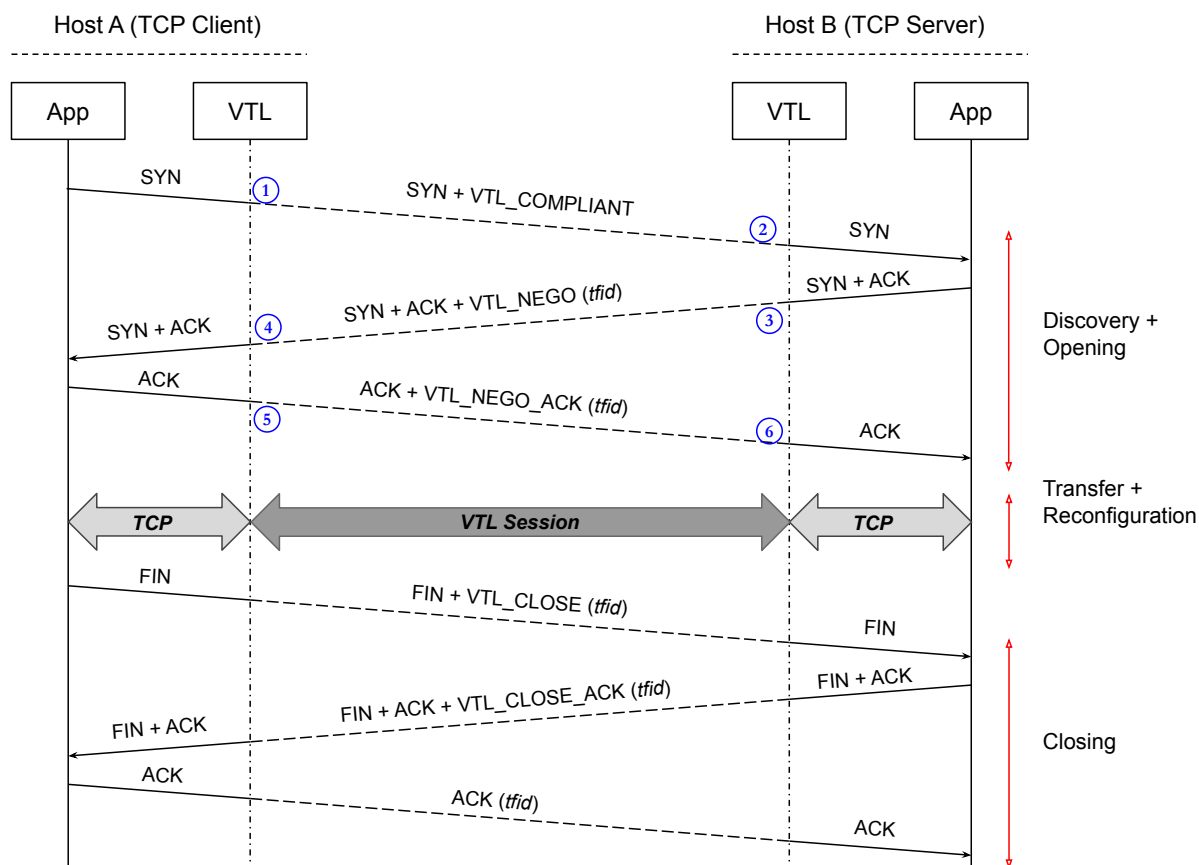 Host A (TCP Client)
Host B (TCP Server)
App
VTL
VTL
App
SYN
1
SYN + VTL_COMPLIANT
2
SYN
SYN + ACK
SYN + ACK + VTL_NEGO (tfid)
3
4
SYN + ACK
Discovery +
Opening
ACK
ACK + VTL_NEGO_ACK (tfid)
5
6
ACK
TCP
VTL Session
TCP
Transfer +
Reconfiguration
FIN
FIN + VTL_CLOSE (tfid)
FIN
FIN + ACK
FIN + ACK + VTL_CLOSE_ACK (tfid)
FIN + ACK
Closing
ACK
ACK (tfid)
ACK